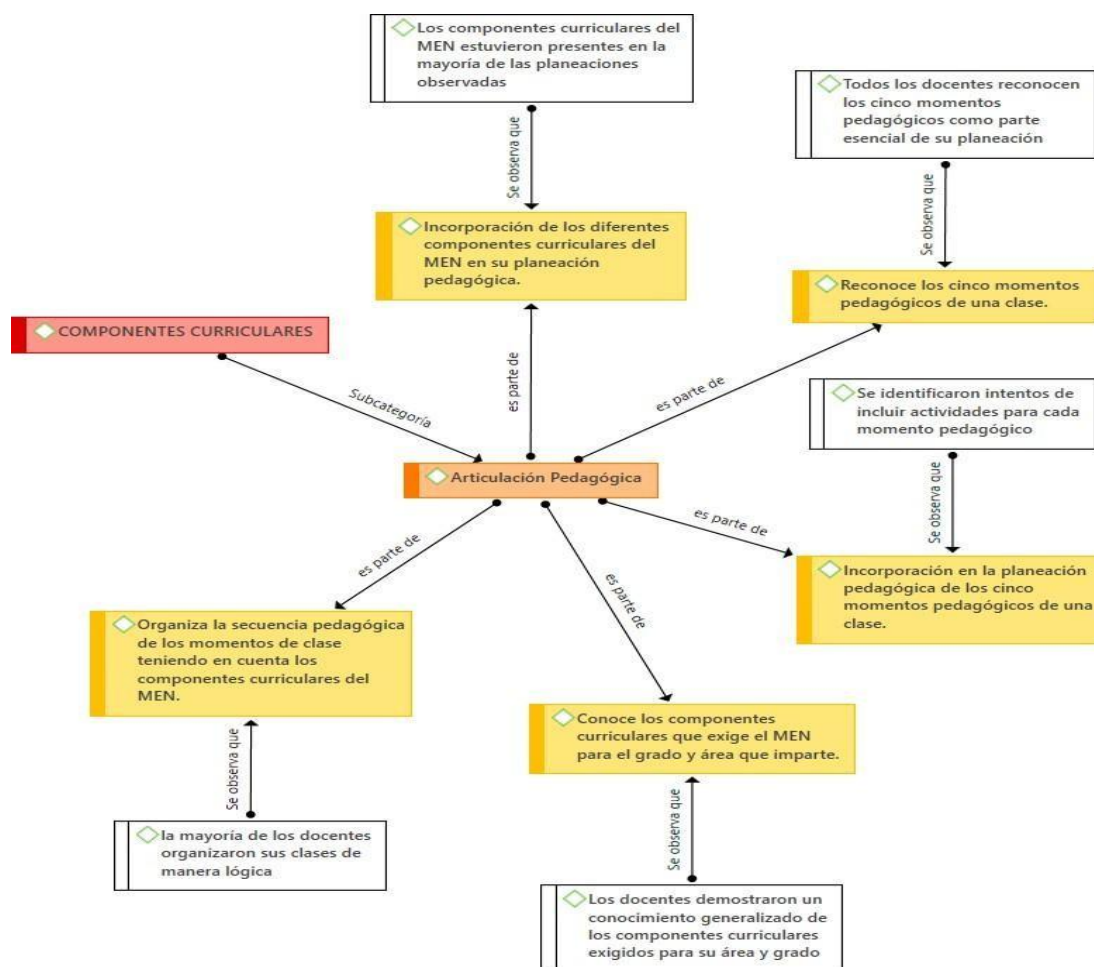 Los componentes curriculares del
MEN estuvieron presentes en la
mayoría de las planeaciones
observadas
Todos los docentes reconocen
los cinco momentos
pedagógicos como parte
esencial de su planeación
Se observa que
Se observa que
Incorporación de los diferentes
componentes curriculares del
MEN en su planeación
pedagógica.
Reconoce los cinco momentos
pedagógicos de una clase.
COMPONENTES CURRICULARES
es parte de
es parte de
Subcategoría
Se identificaron intentos de
incluir actividades para cada
momento pedagógico
Articulación Pedagógica
Se observa que
es parte de
es parte de
es parte de
Incorporación en la planeación
pedagógica de los cinco
momentos pedagógicos de una
clase.
Organiza la secuencia pedagógica
de los momentos de clase
teniendo en cuenta los
componentes curriculares del
MEN.
Conoce los componentes
curriculares que exige el MEN
para el grado y área que imparte.
Se observa que
Se observa que
la mayoría de los docentes
organizaron sus clases de
manera lógica
Los docentes demostraron un
conocimiento generalizado de
los componentes curriculares
exigidos para su área y grado